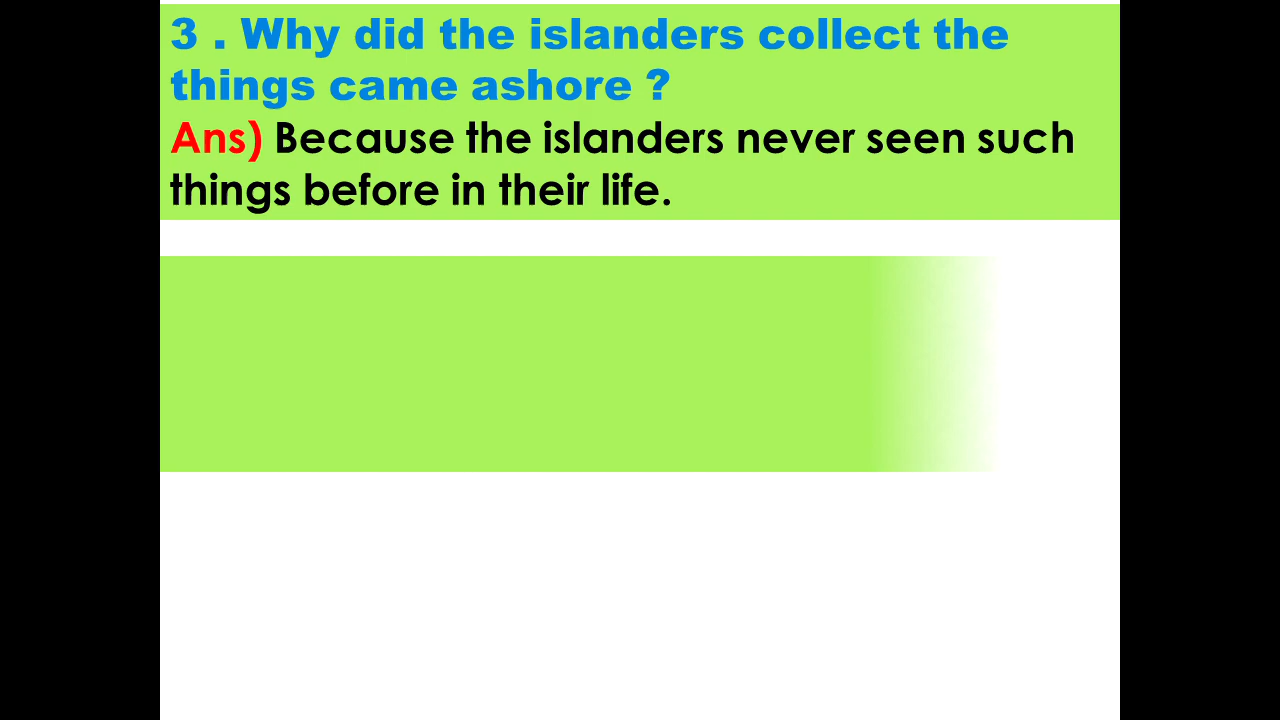 3 . Why did the islanders collect the
things came ashore ?
Ans) Because the islanders never seen such
things before in their life.